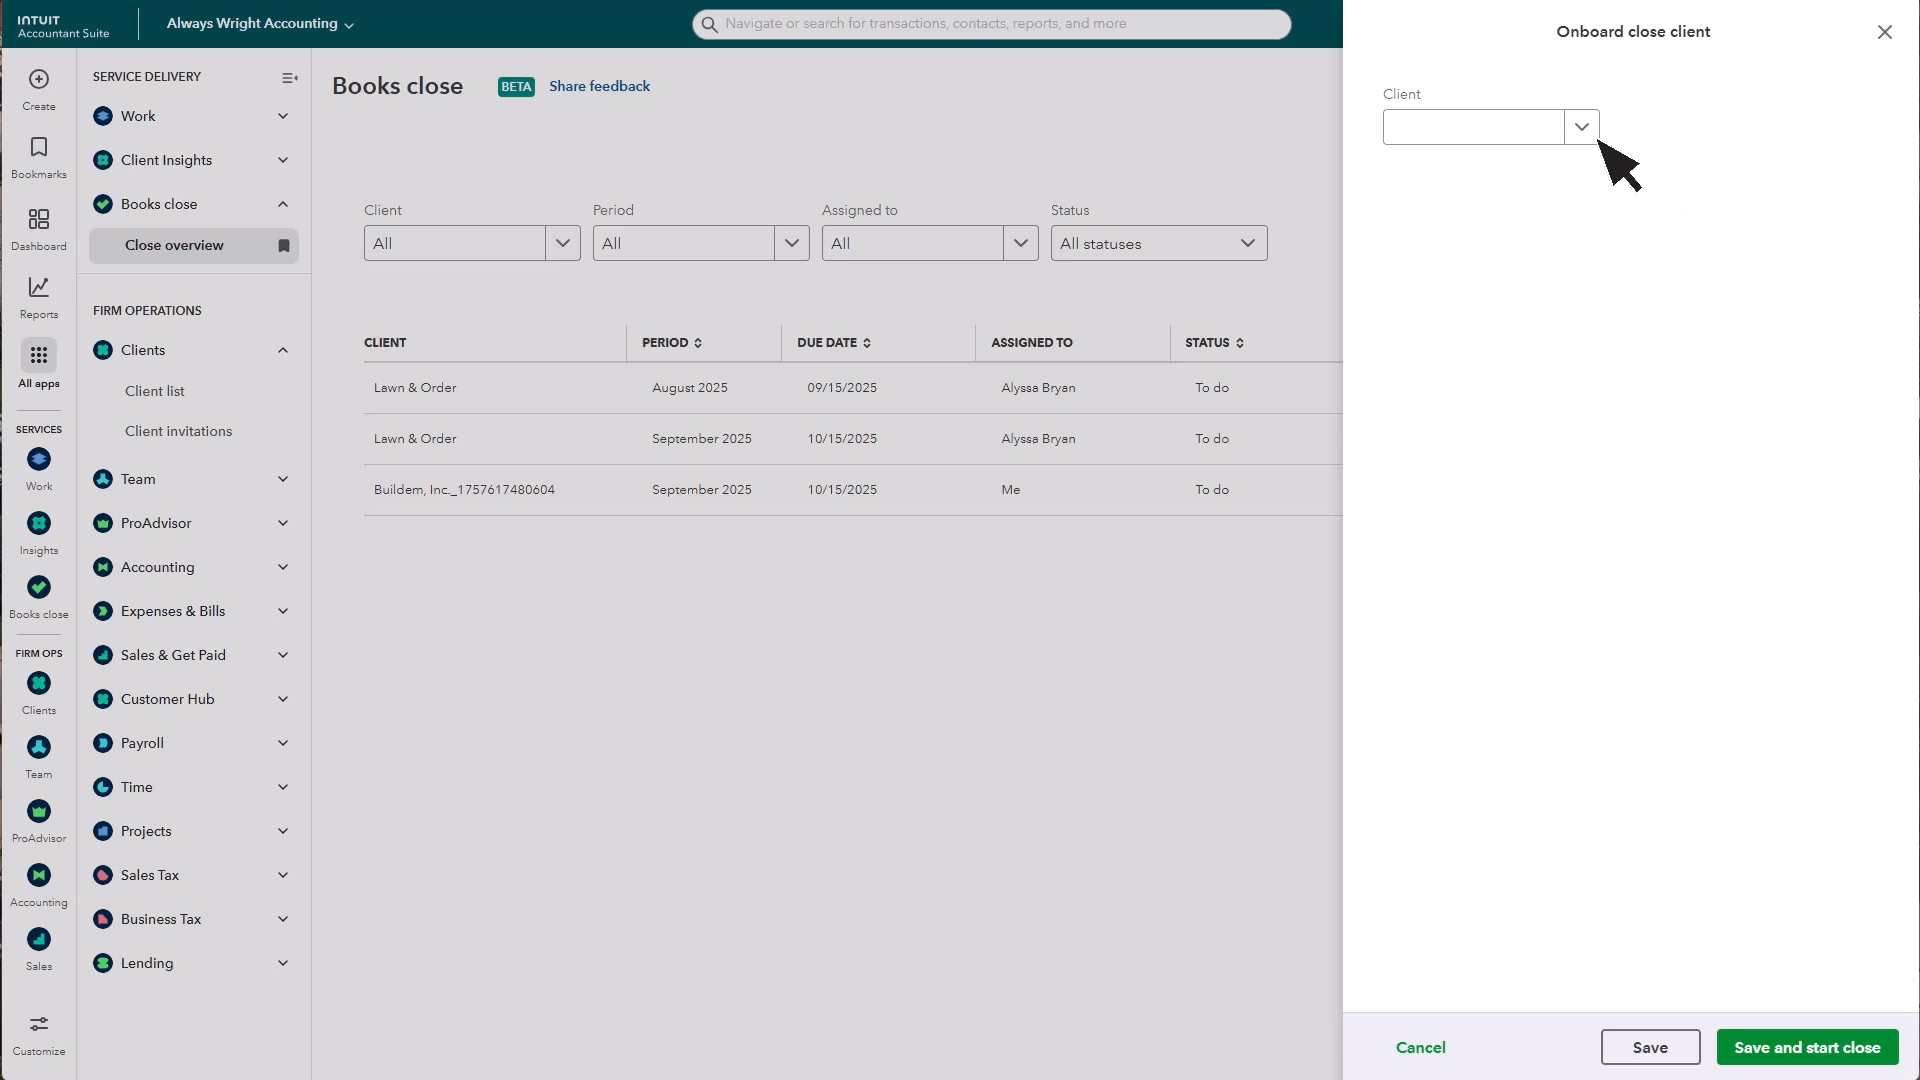 INTUIT
Accountant Suite
Always Wright Accounting
Navigate or search for transactions, contacts, reports, and more
Create
Bookmarks
Dashboard
Reports
All apps
SERVICES
Work
Insights
Books close
FIRM OPS
Clients
Team
ProAdvisor
Accounting
Sales
Customize
SERVICE DELIVERY
Work
Client Insights
Books close
Close overview
FIRM OPERATIONS
Clients
Client list
Client invitations
Team
ProAdvisor
Accounting
Expenses & Bills
Sales & Get Paid
Customer Hub
Payroll
Time
Projects
Sales Tax
Business Tax
Lending
Books close BETA Share feedback
Client Period Assigned to Status
All All All All statuses
CLIENT PERIOD DUE DATE ASSIGNED TO STATUS
Lawn & Order August 2025 09/15/2025 Alyssa Bryan To do
Lawn & Order September 2025 10/15/2025 Alyssa Bryan To do
Buildem, Inc._1757617480604 September 2025 10/15/2025 Me To do
Onboard close client
Client
Cancel Save Save and start close